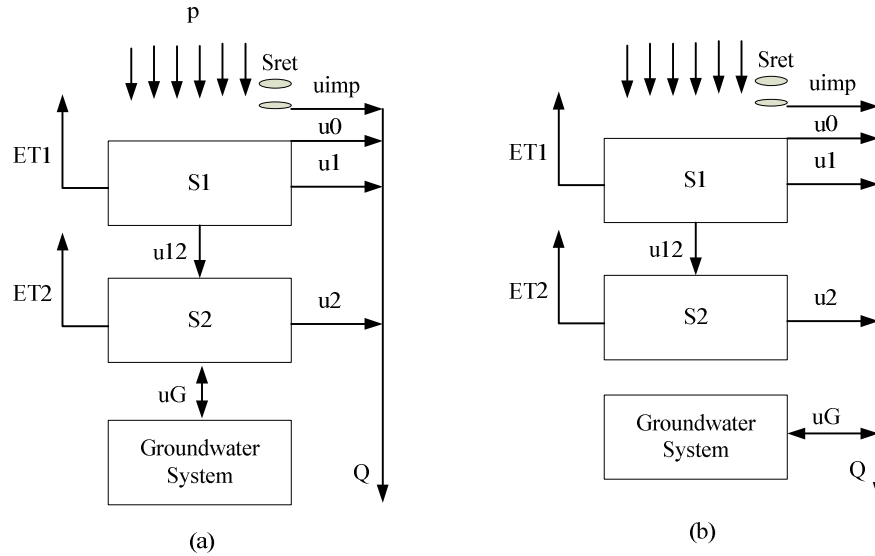 p
Sret
uimp
u0
ET1
S1
u1
u12
ET2
S2
u2
uG
Groundwater
System
Q
(a)
Sret
uimp
u0
ET1
S1
u1
u12
ET2
S2
u2
Groundwater
System
uG
Q
(b)